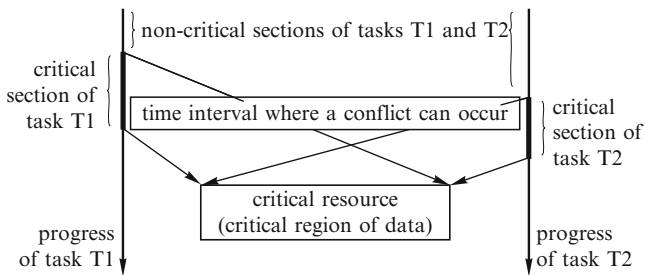 non-critical sections of tasks T1 and T2
critical
section of
task T1
time interval where a conflict can occur
critical
section of
task T2
critical resource
(critical region of data)
progress
of task T1
progress
of task T2